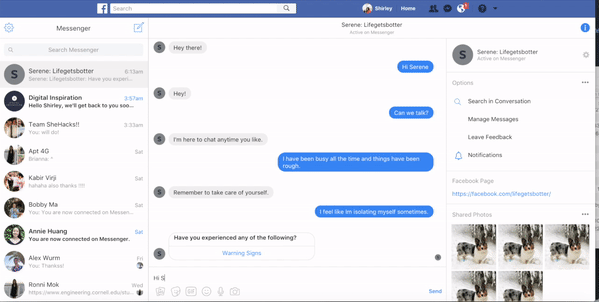 Search
Shirley
Home
Messenger
Search Messenger
S
Serene: Lifegetsbotter
5:13am
Serene: Lifegetsbotter: Have you experi...
Digital Inspiration
3:57am
Hello Shirley, we'll get back to you soo...
Team SheHacks!!
3:33am
You: will do!
Apt 4G
Sat
Brianna: "
Kabir Virji
Sat
hahaha also thanks !!!!
Bobby Ma
Sat
You: You are now connected on Messen...
Annie Huang
Sat
You are now connected on Messenger.
Alex Wurm
Fri
You: Thanks!
Ronni Mok
Wed
https://www.engineering.cornell.edu/stu...
Serene: Lifegetsbotter
Active on Messenger
S
Hey there!
Hi Serene
S
Hey!
Can we talk?
S
I'm here to chat anytime you like.
I have been busy all the time and things have been
rough.
S
Remember to take care of yourself.
I feel like Im isolating myself sometimes.
Have you experienced any of the following?
S
Warning Signs
Hi S
GIF
Send
S
Serene: Lifegetsbotter
Active on Messenger
Options
Search in Conversation
Manage Messages
Leave Feedback
Notifications
Facebook Page
https://facebook.com/lifegetsbotter/
Shared Photos